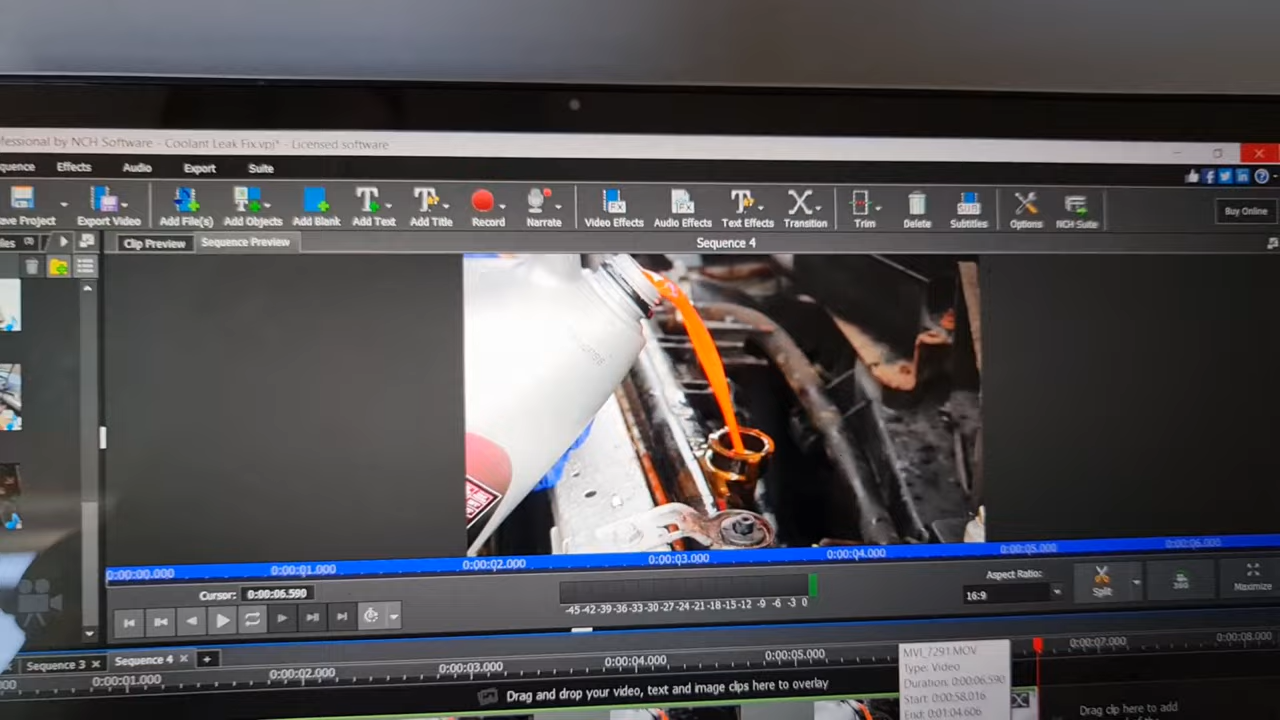 fessional by NCH Software - Coolant Leak Fix.vpj* - Licensed software
quence Effects Audio Export Suite
ave Project Export Video Add File(s) Add Objects Add Blank Add Text Add Title Record Narrate Video Effects Audio Effects Text Effects Transition Trim Delete Subtitles Options NCH Suite Buy Online
Clip Preview Sequence Preview Sequence 4
0:00:00.000 0:00:01.000 0:00:02.000 0:00:03.000 0:00:04.000 0:00:05.000 0:00:06.000
Cursor: 0:00:06.590
-45 -42 -39 -36 -33 -30 -27 -24 -21 -18 -15 -12 -9 -6 -3 0
Aspect Ratio:
16:9
Split
360
Maximize
Sequence 3 Sequence 4
0:00:01.000 0:00:02.000 0:00:03.000 0:00:04.000 0:00:05.000 0:00:07.000 0:00:08.000
MVI_7291.MOV
Type: Video
Duration: 0:00:06.590
Start: 0:00:58.016
End: 0:01:04.606
Drag and drop your video, text and image clips here to overlay
Drag clip here to add